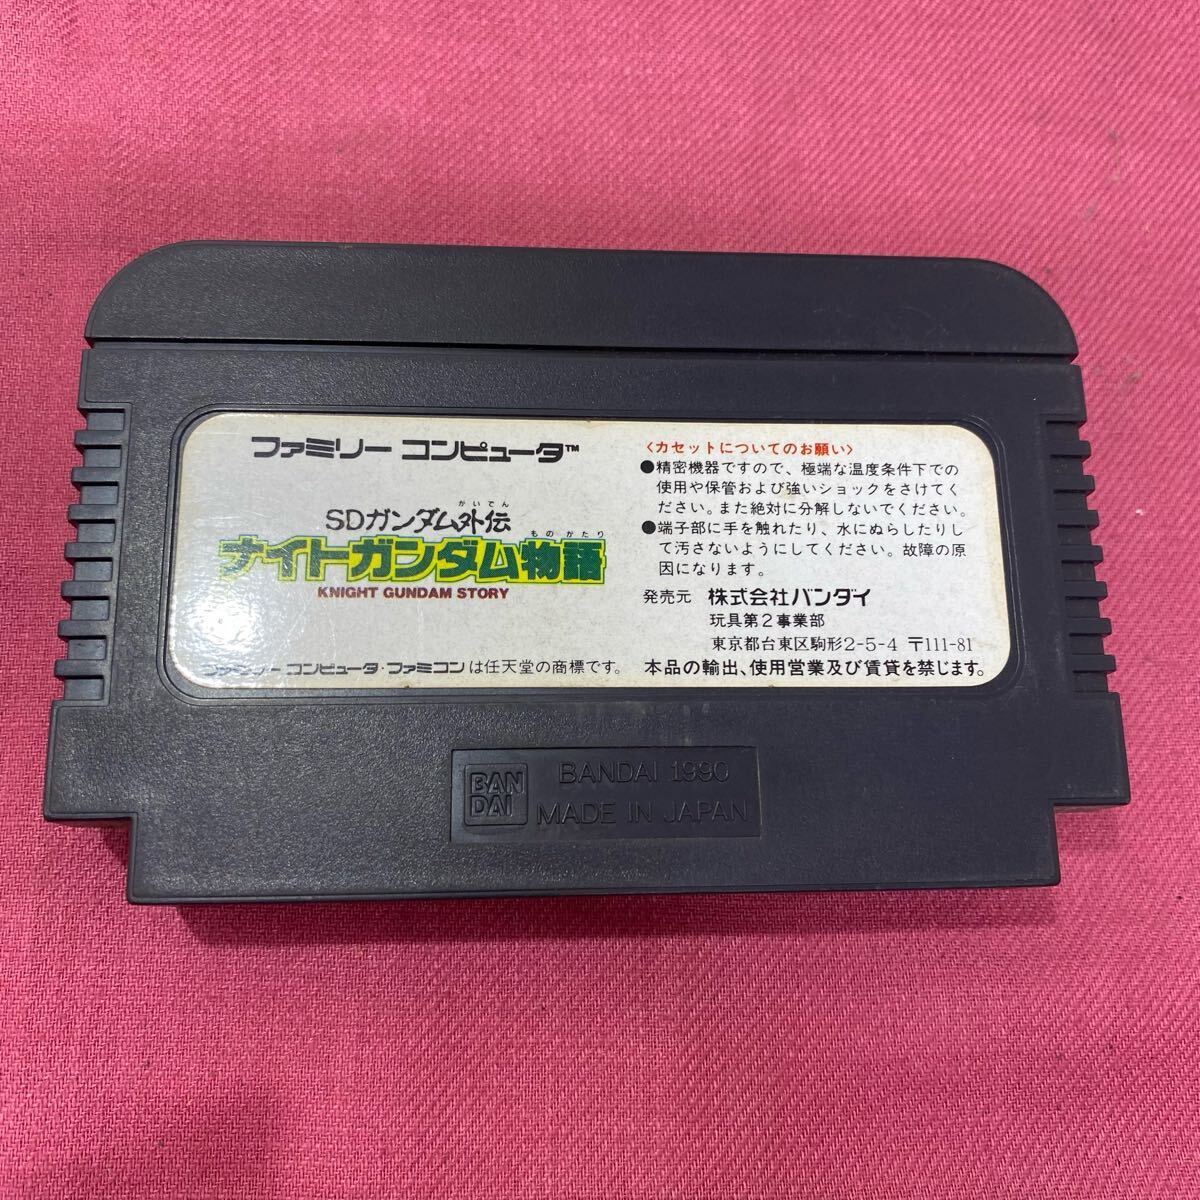 ファミリー コンピュータ™
がいでん
SDガンダム外伝
ものがたり
ナイトガンダム物語
KNIGHT GUNDAM STORY
ファミリー コンピュータ・ファミコンは任天堂の商標です。
〈カセットについてのお願い〉
●精密機器ですので、極端な温度条件下での
使用や保管および強いショックをさけてく
ださい。また絶対に分解しないでください。
●端子部に手を触れたり、水にぬらしたりし
て汚さないようにしてください。故障の原
因になります。
発売元 株式会社バンダイ
玩具第2事業部
東京都台東区駒形2-5-4 〒111-81
本品の輸出、使用営業及び賃貸を禁じます。
BAN
DAI
BANDAI 1990
MADE IN JAPAN